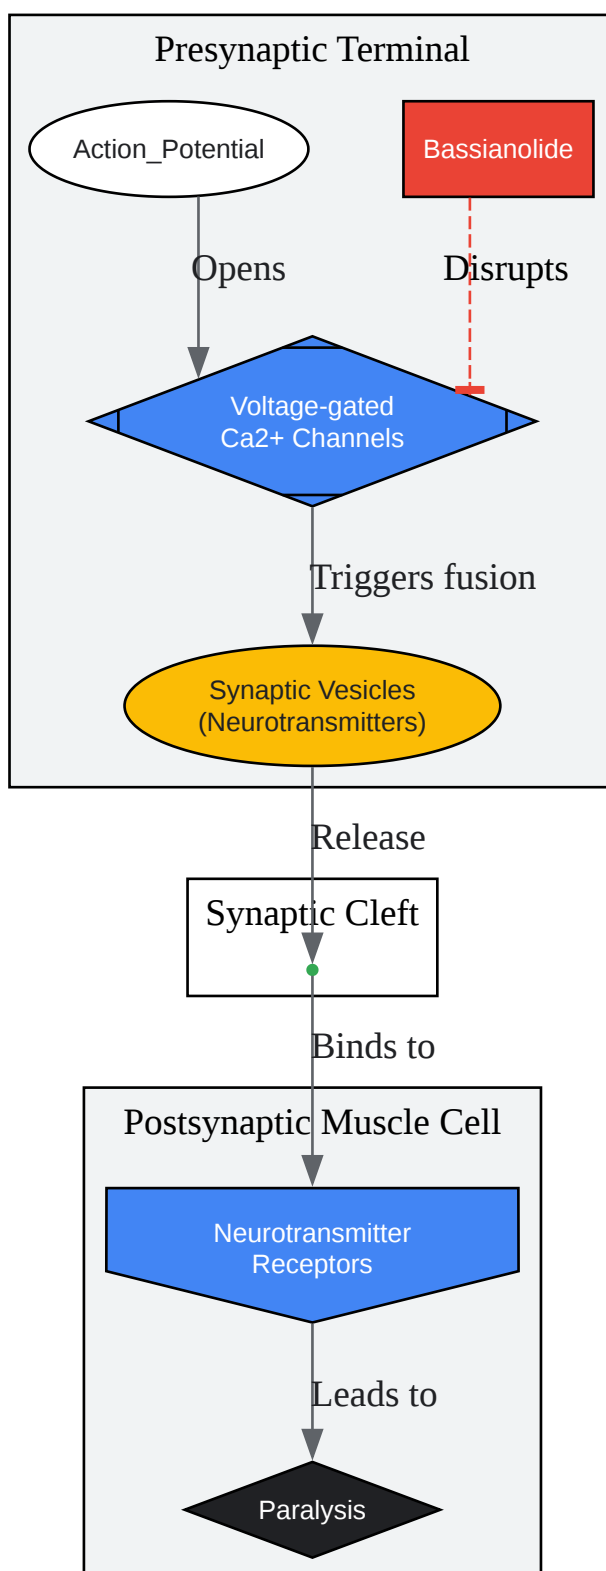 Presynaptic Terminal
Action_Potential
Bassianolide
Opens
Disrupts
Voltage-gated
Ca2+ Channels
Triggers fusion
Synaptic Vesicles
(Neurotransmitters)
Release
Synaptic Cleft
Binds to
Postsynaptic Muscle Cell
Neurotransmitter
Receptors
Leads to
Paralysis